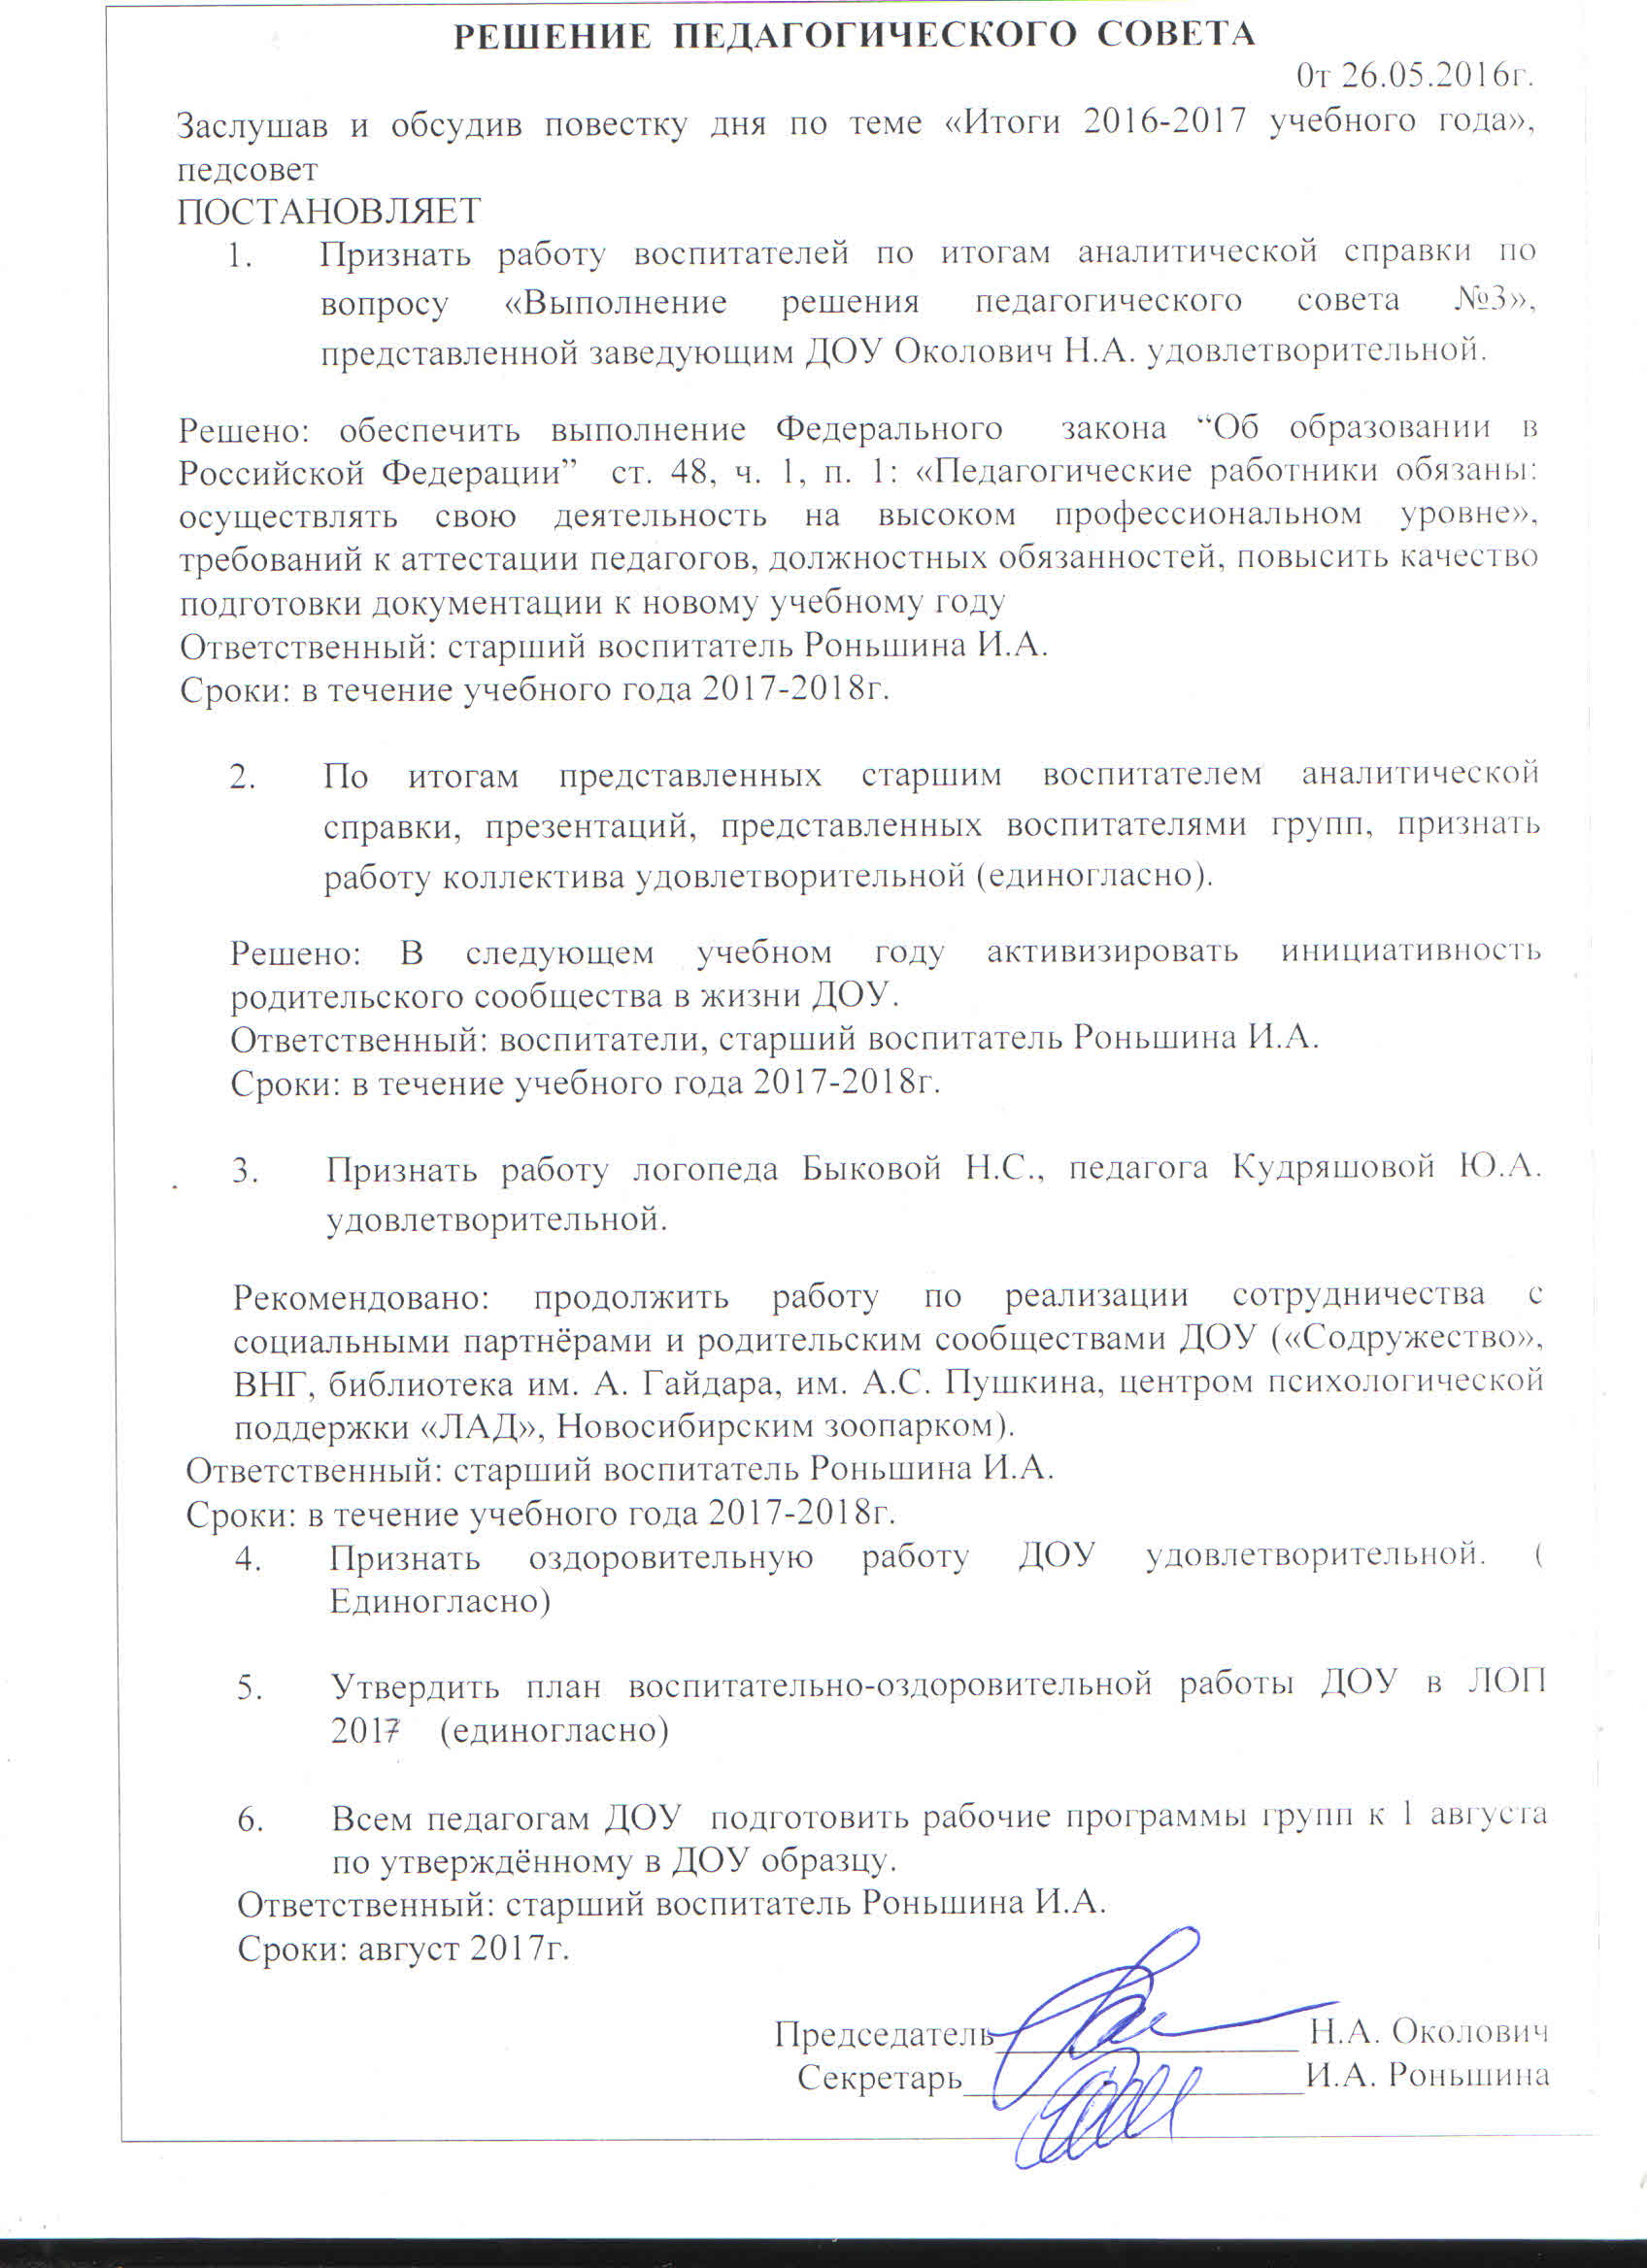 РЕШЕНИЕ ПЕДАГОГИЧЕСКОГО СОВЕТА
0т 26.05.2016г.
Заслушав и обсудив повестку дня по теме «Итоги 2016-2017 учебного года»,
педсовет
ПОСТАНОВЛЯЕТ
1. Признать работу воспитателей по итогам аналитической справки по
вопросу «Выполнение решения педагогического совета №3»,
представленной заведующим ДОУ Околович Н.А. удовлетворительной.
Решено: обеспечить выполнение Федерального закона “Об образовании в
Российской Федерации” ст. 48, ч. 1, п. 1: «Педагогические работники обязаны:
осуществлять свою деятельность на высоком профессиональном уровне»,
требований к аттестации педагогов, должностных обязанностей, повысить качество
подготовки документации к новому учебному году
Ответственный: старший воспитатель Роньшина И.А.
Сроки: в течение учебного года 2017-2018г.
2. По итогам представленных старшим воспитателем аналитической
справки, презентаций, представленных воспитателями групп, признать
работу коллектива удовлетворительной (единогласно).
Решено: В следующем учебном году активизировать инициативность
родительского сообщества в жизни ДОУ.
Ответственный: воспитатели, старший воспитатель Роньшина И.А.
Сроки: в течение учебного года 2017-2018г.
3. Признать работу логопеда Быковой Н.С., педагога Кудряшовой Ю.А.
удовлетворительной.
Рекомендовано: продолжить работу по реализации сотрудничества с
социальными партнёрами и родительским сообществами ДОУ («Содружество»,
ВНГ, библиотека им. А. Гайдара, им. А.С. Пушкина, центром психологической
поддержки «ЛАД», Новосибирским зоопарком).
Ответственный: старший воспитатель Роньшина И.А.
Сроки: в течение учебного года 2017-2018г.
4. Признать оздоровительную работу ДОУ удовлетворительной. (
Единогласно)
5. Утвердить план воспитательно-оздоровительной работы ДОУ в ЛОП
2017 (единогласно)
6. Всем педагогам ДОУ подготовить рабочие программы групп к 1 августа
по утверждённому в ДОУ образцу.
Ответственный: старший воспитатель Роньшина И.А.
Сроки: август 2017г.
Председатель________________ Н.А. Околович
Секретарь__________________И.А. Роньшина